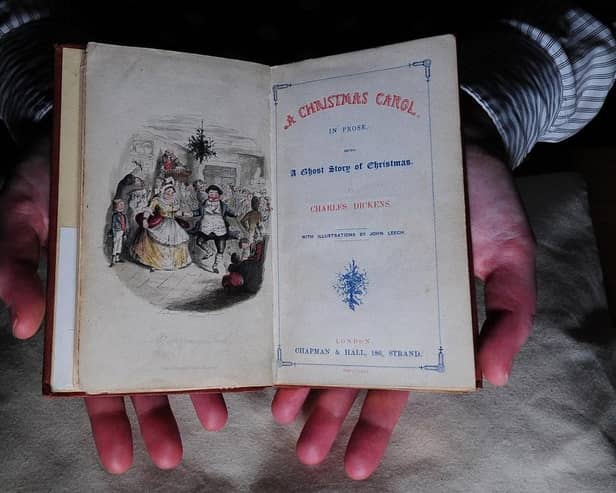 A CHRISTMAS CAROL.
IN PROSE.
BEING
A Ghost Story of Christmas.
BY
CHARLES DICKENS.
WITH ILLUSTRATIONS BY JOHN LEECH.
LONDON:
CHAPMAN & HALL, 186, STRAND.